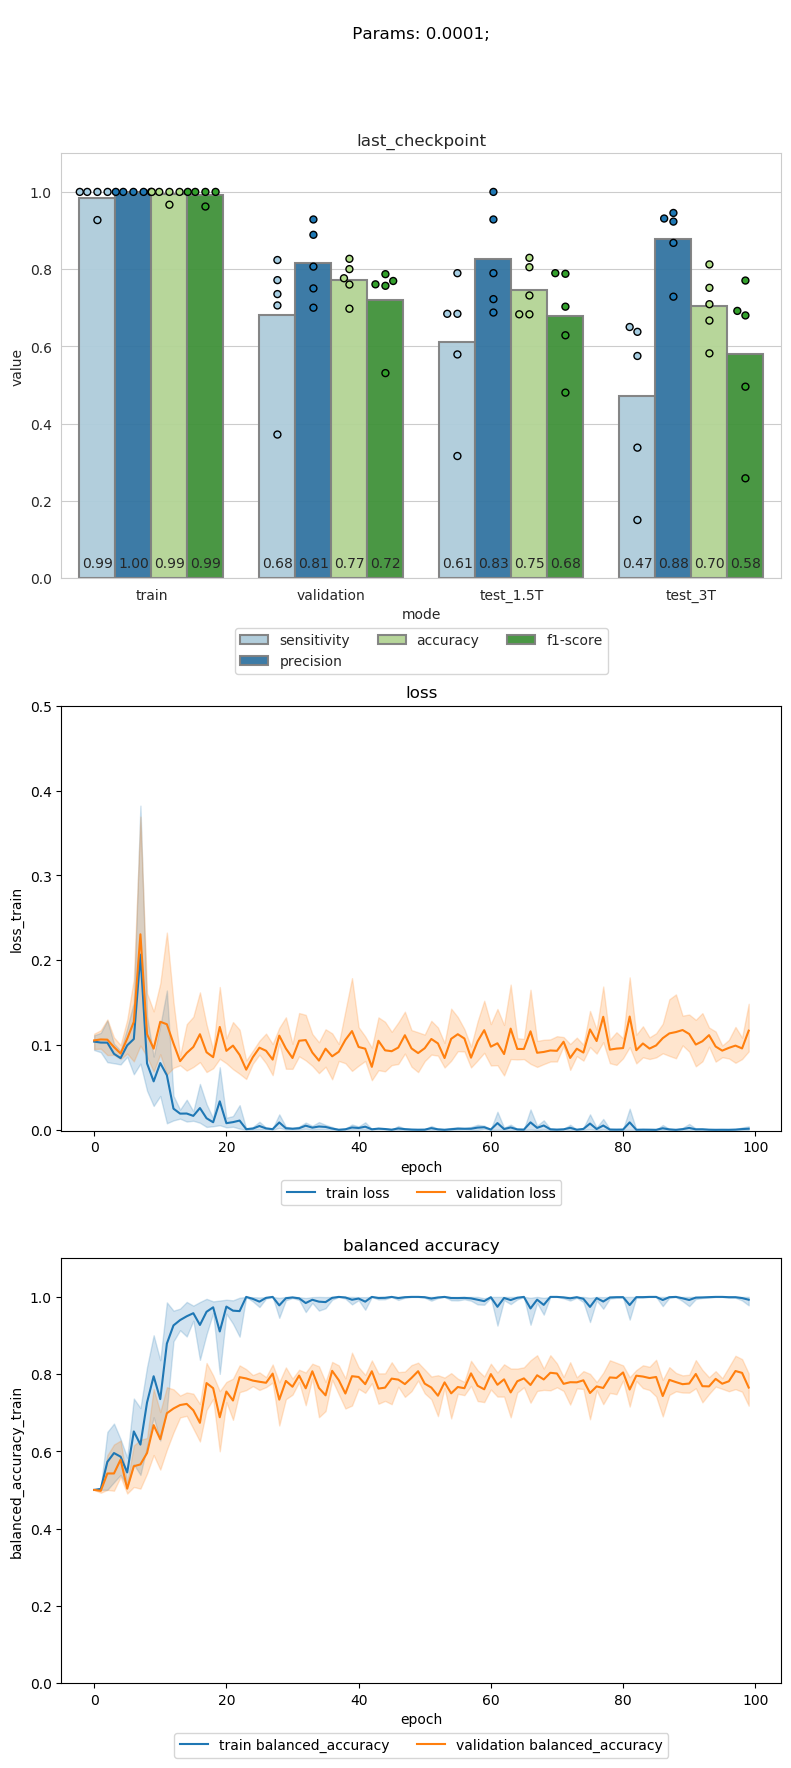 Params: 0.0001;
last_checkpoint
value
1.0
0.8
0.6
0.4
0.2
0.0
0.99 1.00 0.99 0.99 0.68 0.81 0.77 0.72 0.61 0.83 0.75 0.68 0.47 0.88 0.70 0.58
train validation test_1.5T test_3T
mode
sensitivity accuracy f1-score
precision
loss
loss_train
0.5
0.4
0.3
0.2
0.1
0.0
0 20 40 60 80 100
epoch
train loss validation loss
balanced accuracy
balanced_accuracy_train
1.0
0.8
0.6
0.4
0.2
0.0
0 20 40 60 80 100
epoch
train balanced_accuracy validation balanced_accuracy